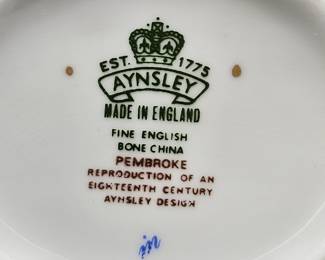 EST. 1775
AYNSLEY
MADE IN ENGLAND
FINE ENGLISH
BONE CHINA
PEMBROKE
REPRODUCTION OF AN
EIGHTEENTH CENTURY
AYNSLEY DESIGN